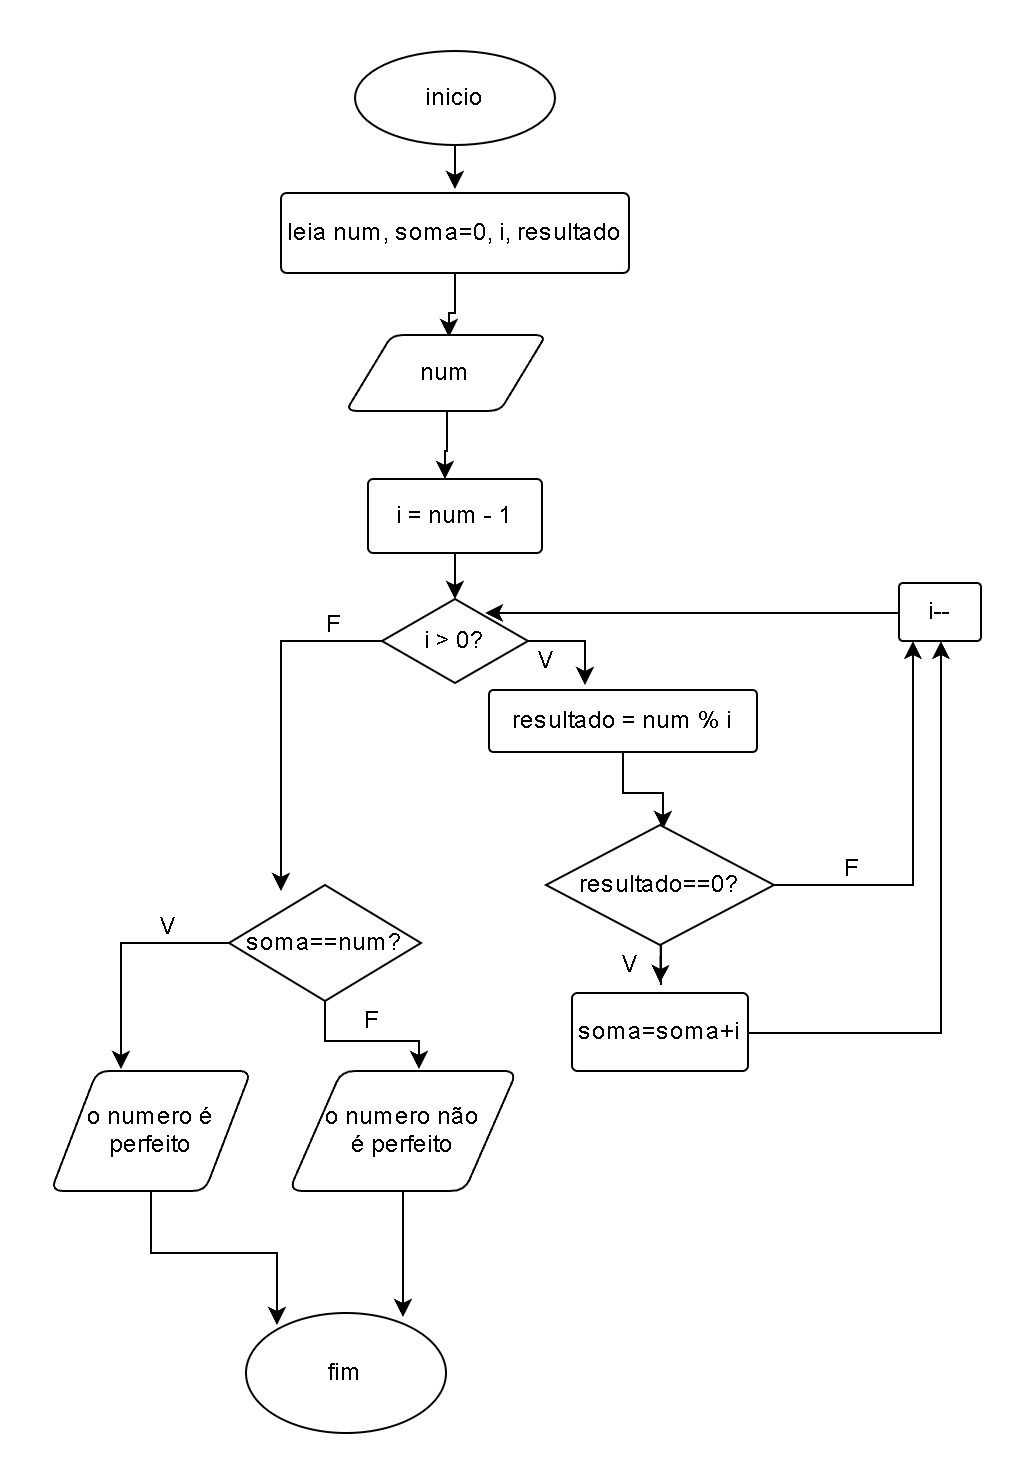 inicio
leia num, soma=0, i, resultado
num
i = num - 1
i--
F
i > 0?
V
resultado = num % i
F
resultado==0?
V
soma==num?
V
F
soma=soma+i
o numero é
perfeito
o numero não
é perfeito
fim